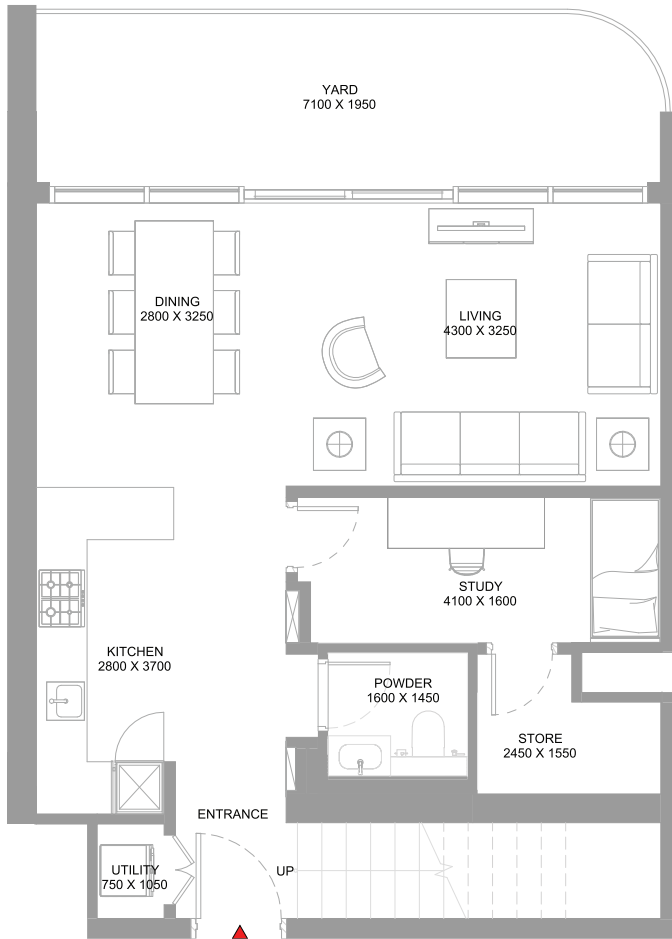 YARD
7100 X 1950
DINING
2800 X 3250
LIVING
4300 X 3250
STUDY
4100 X 1600
KITCHEN
2800 X 3700
POWDER
1600 X 1450
STORE
2450 X 1550
ENTRANCE
UP
UTILITY
750 X 1050